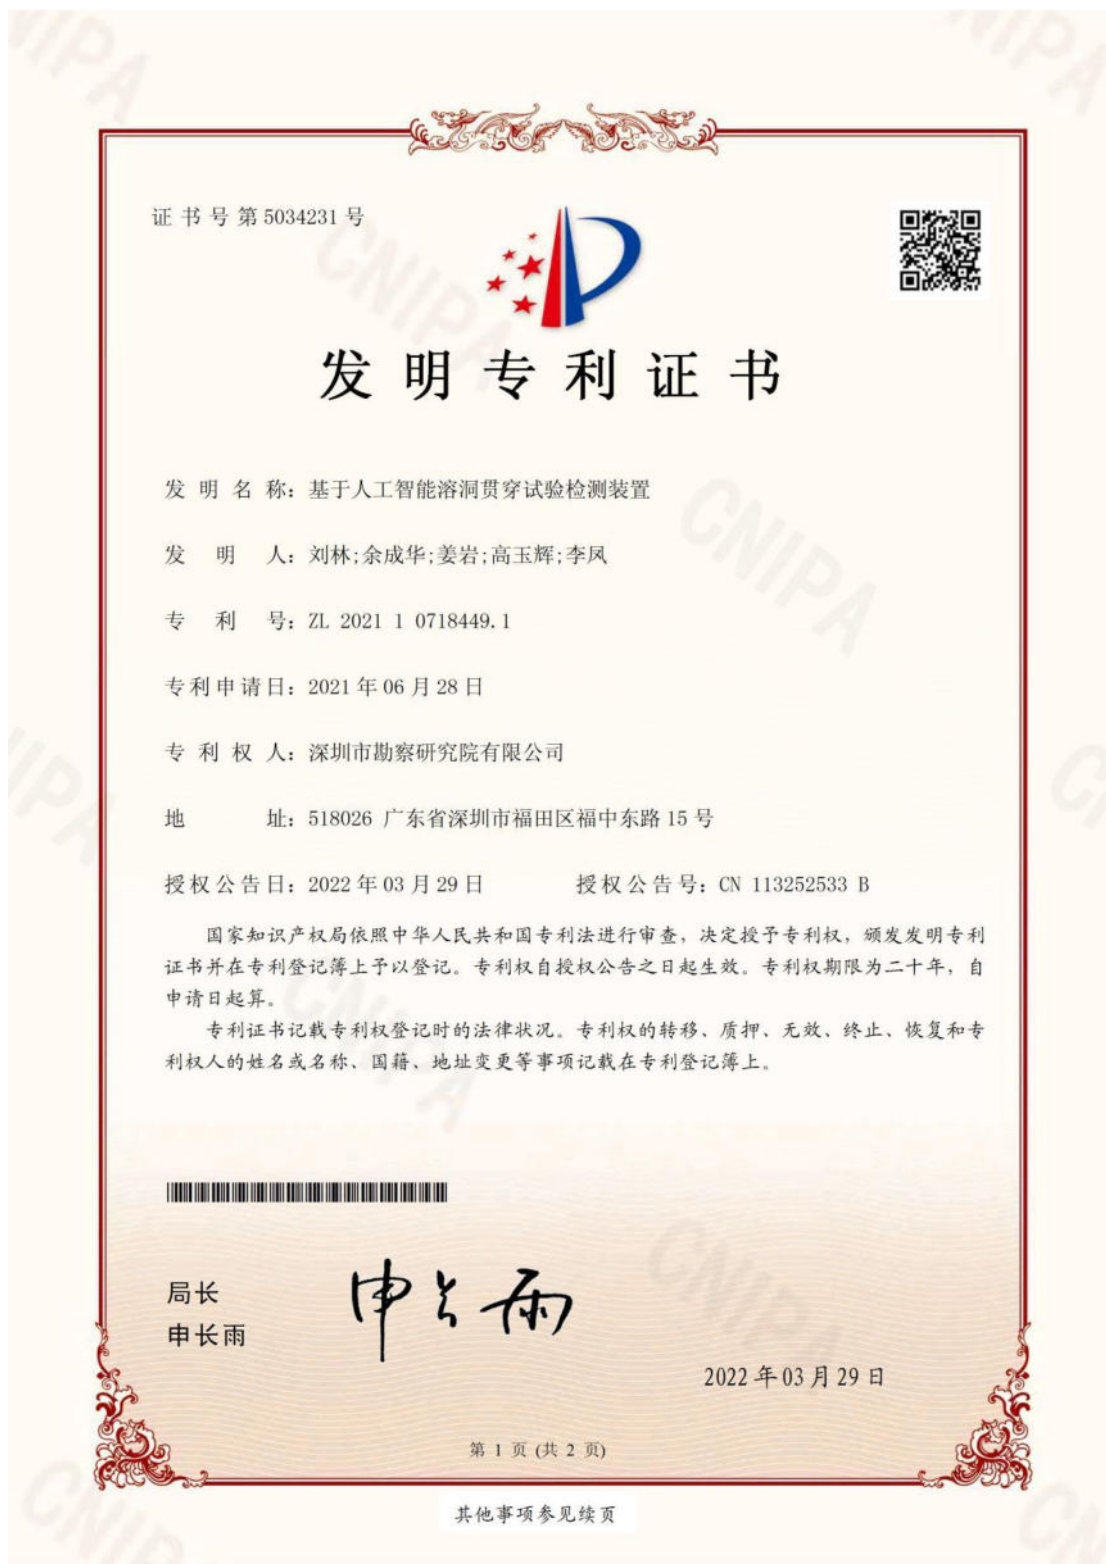 证书号第5034231号
发明专利证书
发明名称：基于人工智能溶洞贯穿试验检测装置
发明人：刘林;余成华;姜岩;高玉辉;李凤
专利号：ZL 2021 1 0718449.1
专利申请日：2021年06月28日
专利权人：深圳市勘察研究院有限公司
地址：518026 广东省深圳市福田区福中东路15号
授权公告日：2022年03月29日 授权公告号：CN 113252533 B
国家知识产权局依照中华人民共和国专利法进行审查，决定授予专利权，颁发发明专利
证书并在专利登记簿上予以登记。专利权自授权公告之日起生效。专利权期限为二十年，自
申请日起算。
专利证书记载专利权登记时的法律状况。专利权的转移、质押、无效、终止、恢复和专
利权人的姓名或名称、国籍、地址变更等事项记载在专利登记簿上。
局长
申长雨
申长雨
2022年03月29日
第 1 页 (共 2 页)
其他事项参见续页
CNIPA